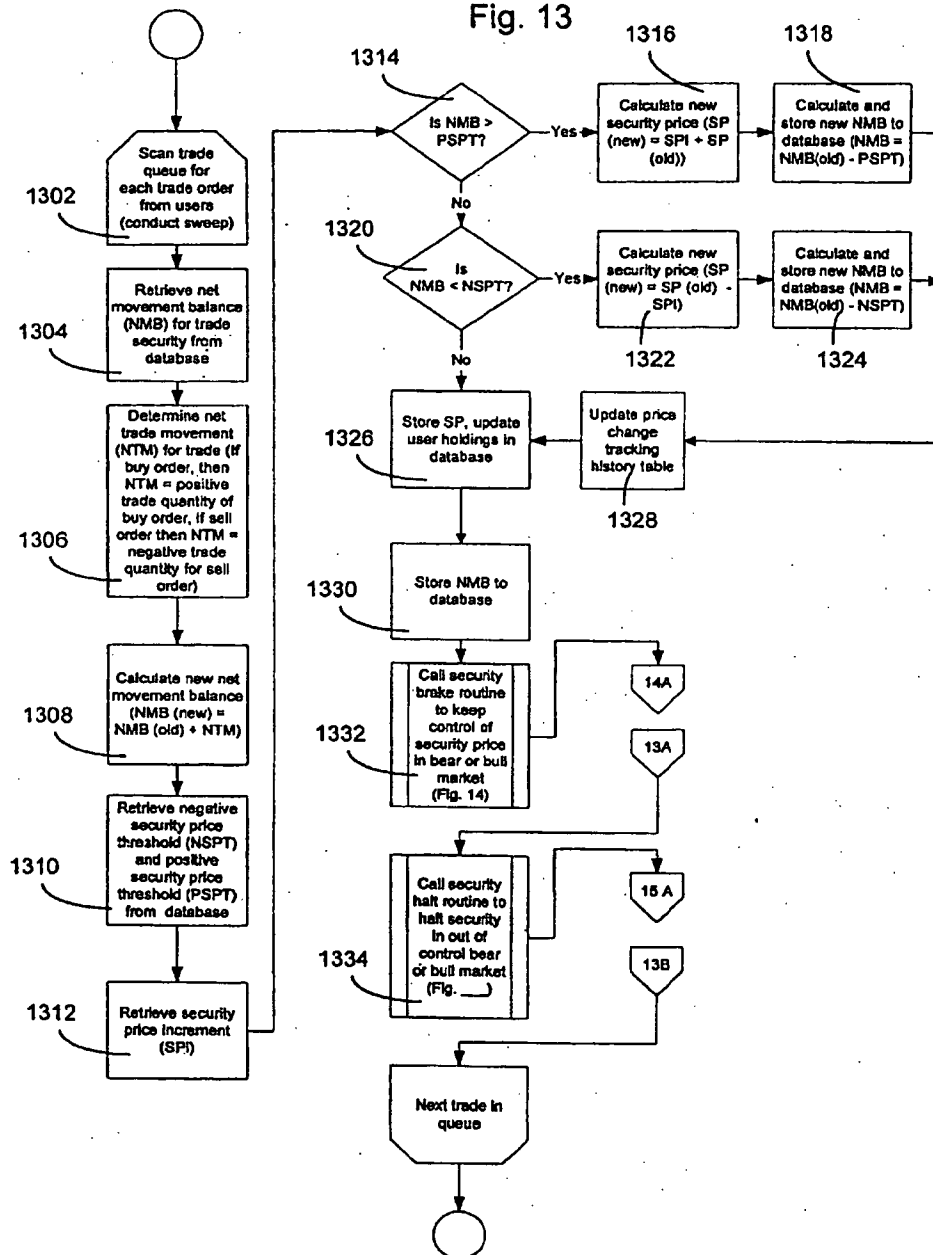 Fig. 13
Scan trade
queue for
each trade order
from users
(conduct sweep)
1302
Retrieve net
movement balance
(NMB) for trade
security from
database
1304
Determine net
trade movement
(NTM) for trade (If
buy order, then
NTM = positive
trade quantity of
buy order, if sell
order then NTM =
negative trade
quantity for sell
order)
1306
Calculate new net
movement balance
(NMB (new) =
NMB (old) + NTM)
1308
Retrieve negative
security price
threshold (NSPT)
and positive
security price
threshold (PSPT)
from database
1310
Retrieve security
price increment
(SPI)
1312
1314
Is NMB >
PSPT?
Yes
No
1316
Calculate new
security price (SP
(new) = SPI + SP
(old))
1318
Calculate and
store new NMB to
database (NMB =
NMB(old) - PSPT)
1320
Is
NMB < NSPT?
Yes
No
Calculate new
security price (SP
(new) = SP (old) -
SPI)
1322
Calculate and
store new NMB to
database (NMB =
NMB(old) - NSPT)
1324
Store SP, update
user holdings in
database
1326
Update price
change
tracking
history table
1328
Store NMB to
database
1330
Call security
brake routine
to keep
control of
security price
in bear or bull
market
(Fig. 14)
1332
14A
13A
Call security
halt routine to
halt security
in out of
control bear
or bull market
(Fig. __)
1334
15 A
13B
Next trade in
queue